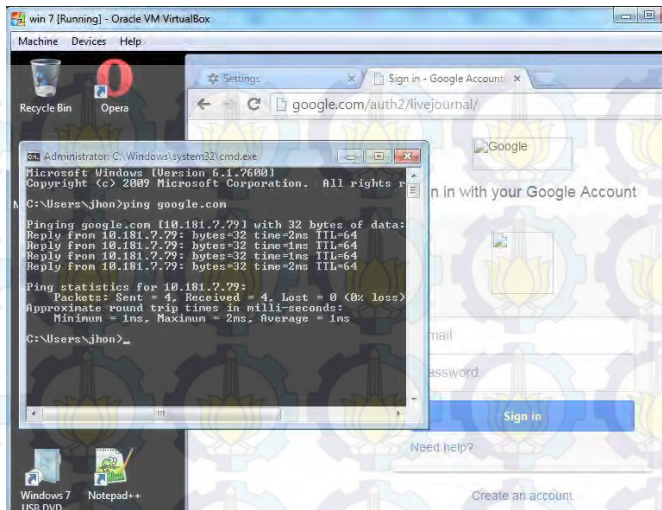 win 7 [Running] - Oracle VM VirtualBox
Machine Devices Help
Recycle Bin
Opera
Settings
Sign in - Google Accounts
google.com/auth2/livejournal/
Google
n in with your Google Account
Administrator: C:\Windows\system32\cmd.exe
Microsoft Windows [Version 6.1.7600]
Copyright (c) 2009 Microsoft Corporation.  All rights r
C:\Users\jhon>ping google.com
Pinging google.com [10.181.7.79] with 32 bytes of data:
Reply from 10.181.7.79: bytes=32 time=2ms TTL=64
Reply from 10.181.7.79: bytes=32 time=1ms TTL=64
Reply from 10.181.7.79: bytes=32 time=1ms TTL=64
Reply from 10.181.7.79: bytes=32 time=2ms TTL=64
Ping statistics for 10.181.7.79:
Packets: Sent = 4, Received = 4, Lost = 0 (0% loss)
Approximate round trip times in milli-seconds:
Minimum = 1ms, Maximum = 2ms, Average = 1ms
C:\Users\jhon>_
mail
assword
Sign in
Need help?
Create an account
Windows 7
USB DVD
Notepad++